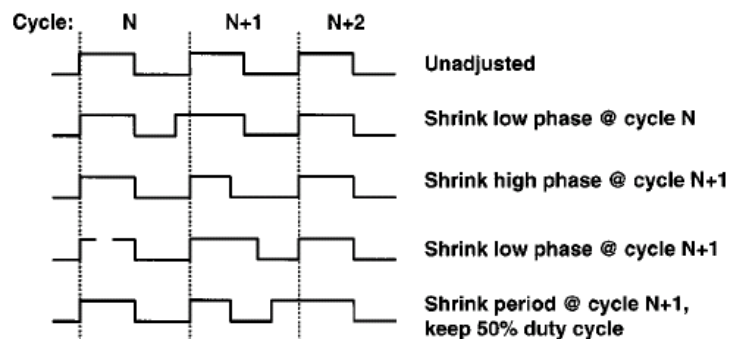 Cycle: N N+1 N+2
Unadjusted
Shrink low phase @ cycle N
Shrink high phase @ cycle N+1
Shrink low phase @ cycle N+1
Shrink period @ cycle N+1,
keep 50% duty cycle